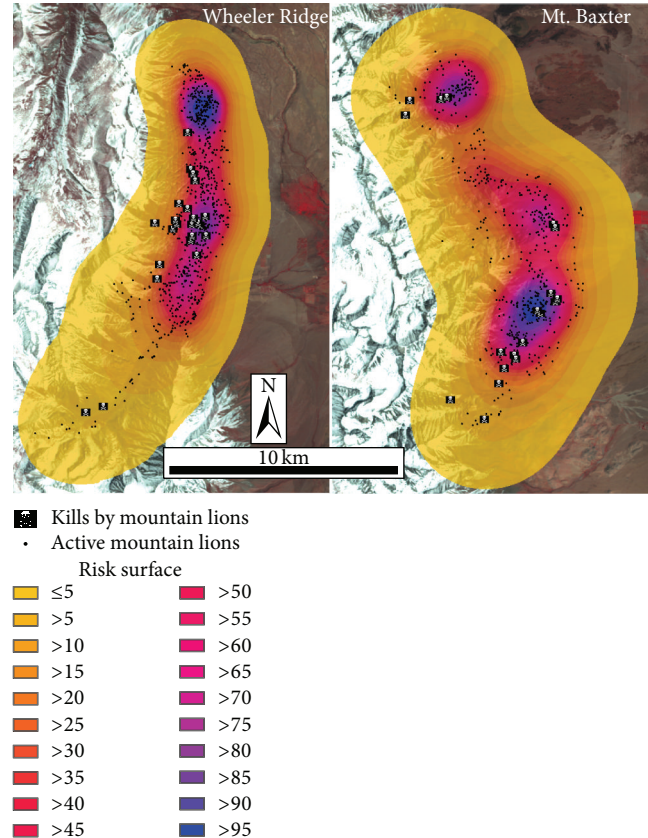 Wheeler Ridge
Mt. Baxter
N
10 km
Kills by mountain lions
Active mountain lions
Risk surface
≤5
>5
>10
>15
>20
>25
>30
>35
>40
>45
>50
>55
>60
>65
>70
>75
>80
>85
>90
>95